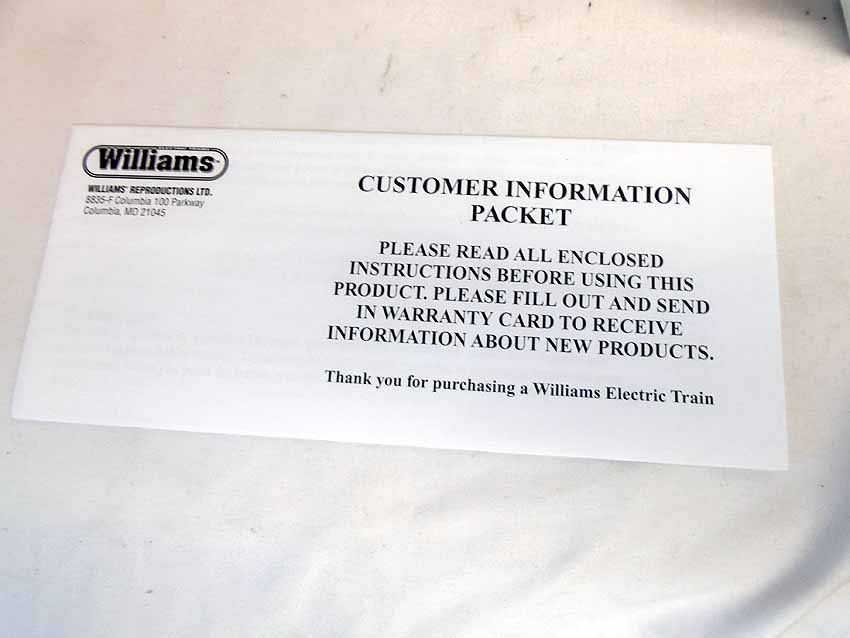 Williams
WILLIAMS' REPRODUCTIONS LTD.
8835-F Columbia 100 Parkway
Columbia, MD 21045
CUSTOMER INFORMATION
PACKET
PLEASE READ ALL ENCLOSED
INSTRUCTIONS BEFORE USING THIS
PRODUCT. PLEASE FILL OUT AND SEND
IN WARRANTY CARD TO RECEIVE
INFORMATION ABOUT NEW PRODUCTS.
Thank you for purchasing a Williams Electric Train